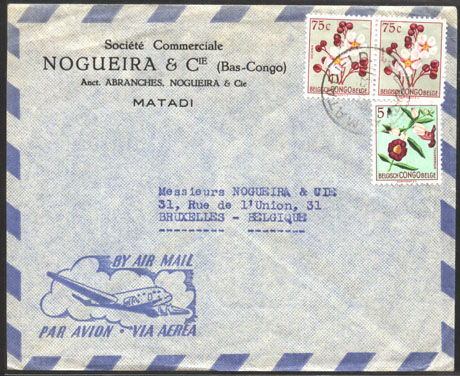 Société Commerciale
NOGUEIRA & CIE (Bas-Congo)
Anct. ABRANCHES, NOGUEIRA & Cie
MATADI
75c 75c
BELGISCH CONGO BELGE BELGISCH CONGO BELGE
5
BELGISCH CONGO BELGE
Messieurs NOGUEIRA & CIE
31, Rue de l'Union, 31
BRUXELLES - BELGIQUE
--------- --------
BY AIR MAIL
PAR AVION · VIA AEREA